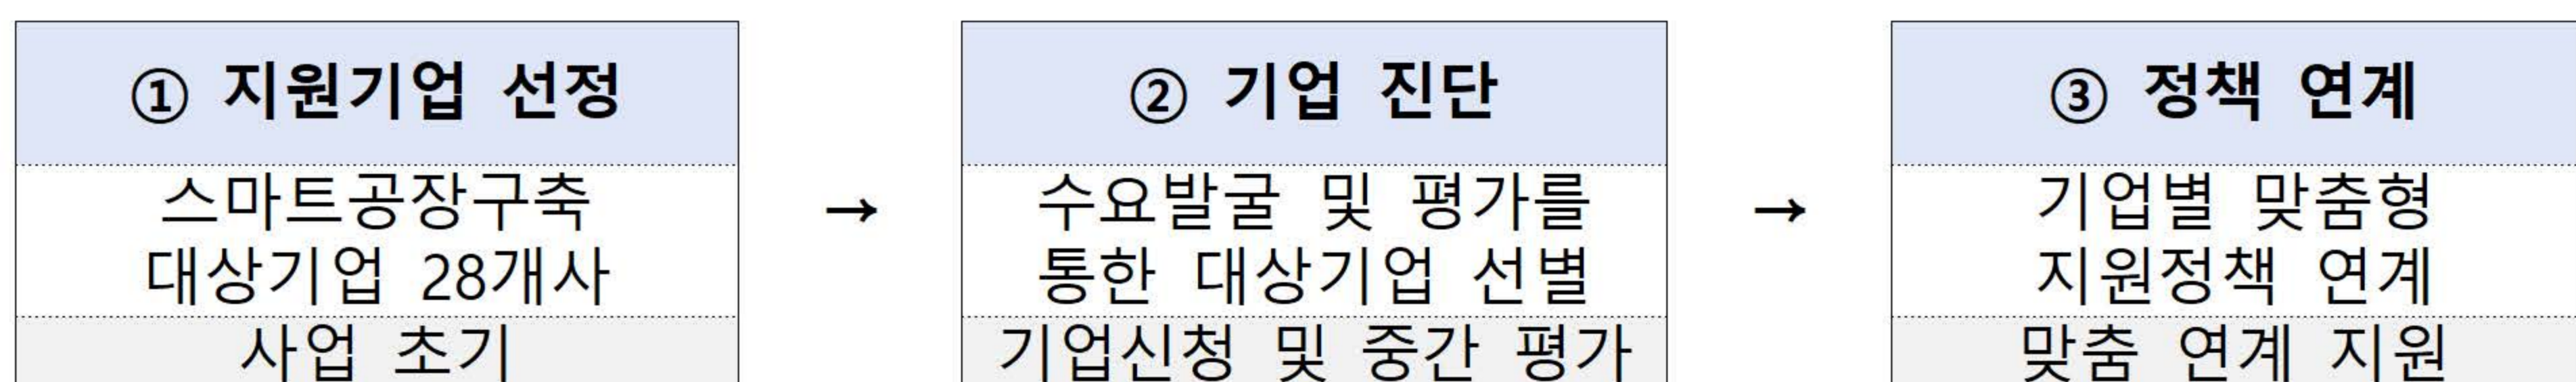 ① 지원기업 선정
스마트공장구축
대상기업 28개사
사업 초기
→
② 기업 진단
수요발굴 및 평가를
통한 대상기업 선별
기업신청 및 중간 평가
→
③ 정책 연계
기업별 맞춤형
지원정책 연계
맞춤 연계 지원